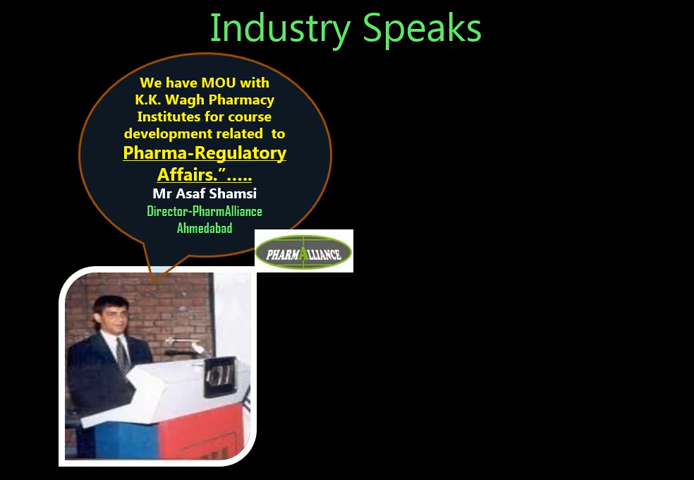 Industry Speaks
We have MOU with
K.K. Wagh Pharmacy
Institutes for course
development related to
Pharma-Regulatory
Affairs.”…..
Mr Asaf Shamsi
Director-PharmAlliance
Ahmedabad
PHARMALLIANCE